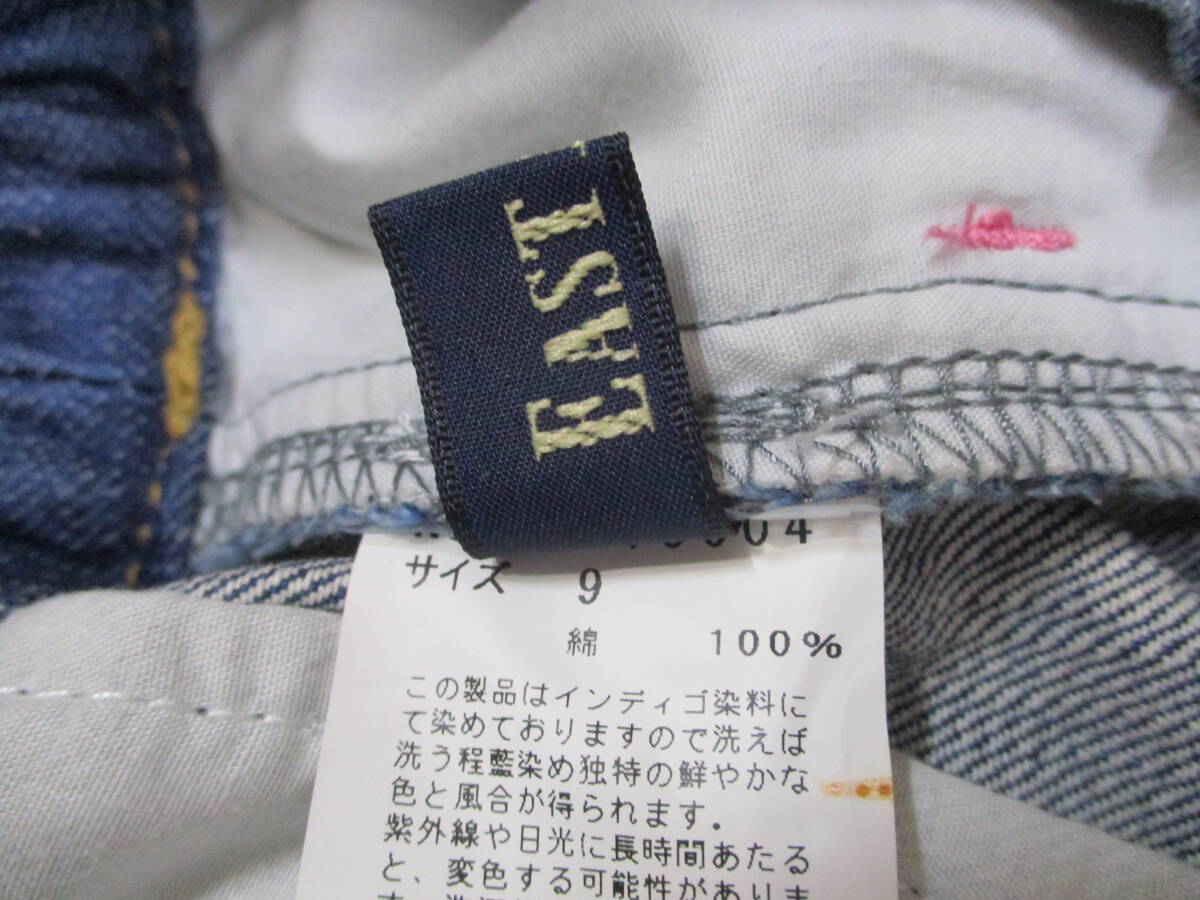 EAST
サイズ 9
綿 100%
この製品はインディゴ染料に
て染めておりますので洗えば
洗う程藍染め独特の鮮やかな
色と風合が得られます.
紫外線や日光に長時間あたる
と、変色する可能性がありま